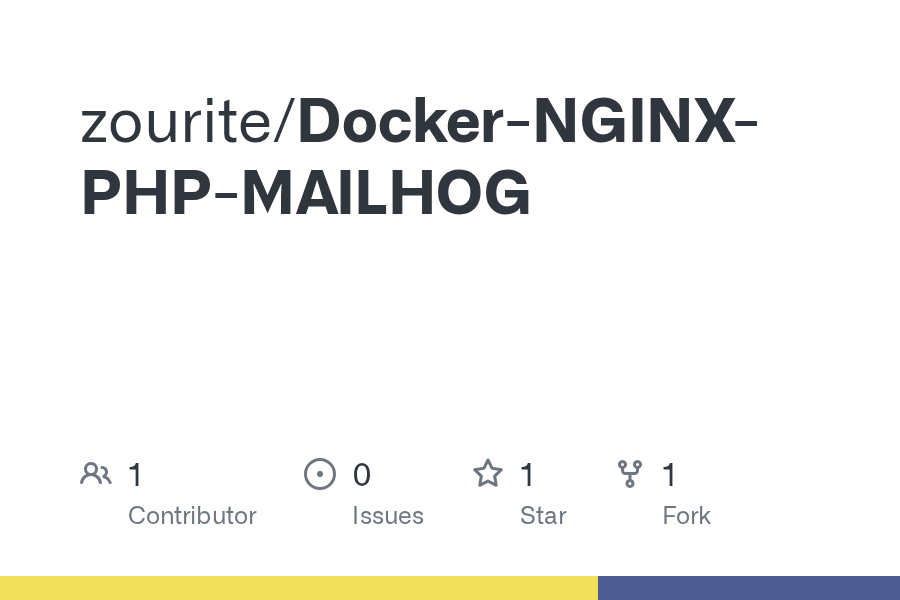 zourite/Docker-NGINX-
PHP-MAILHOG
1 0 1 1
Contributor Issues Star Fork